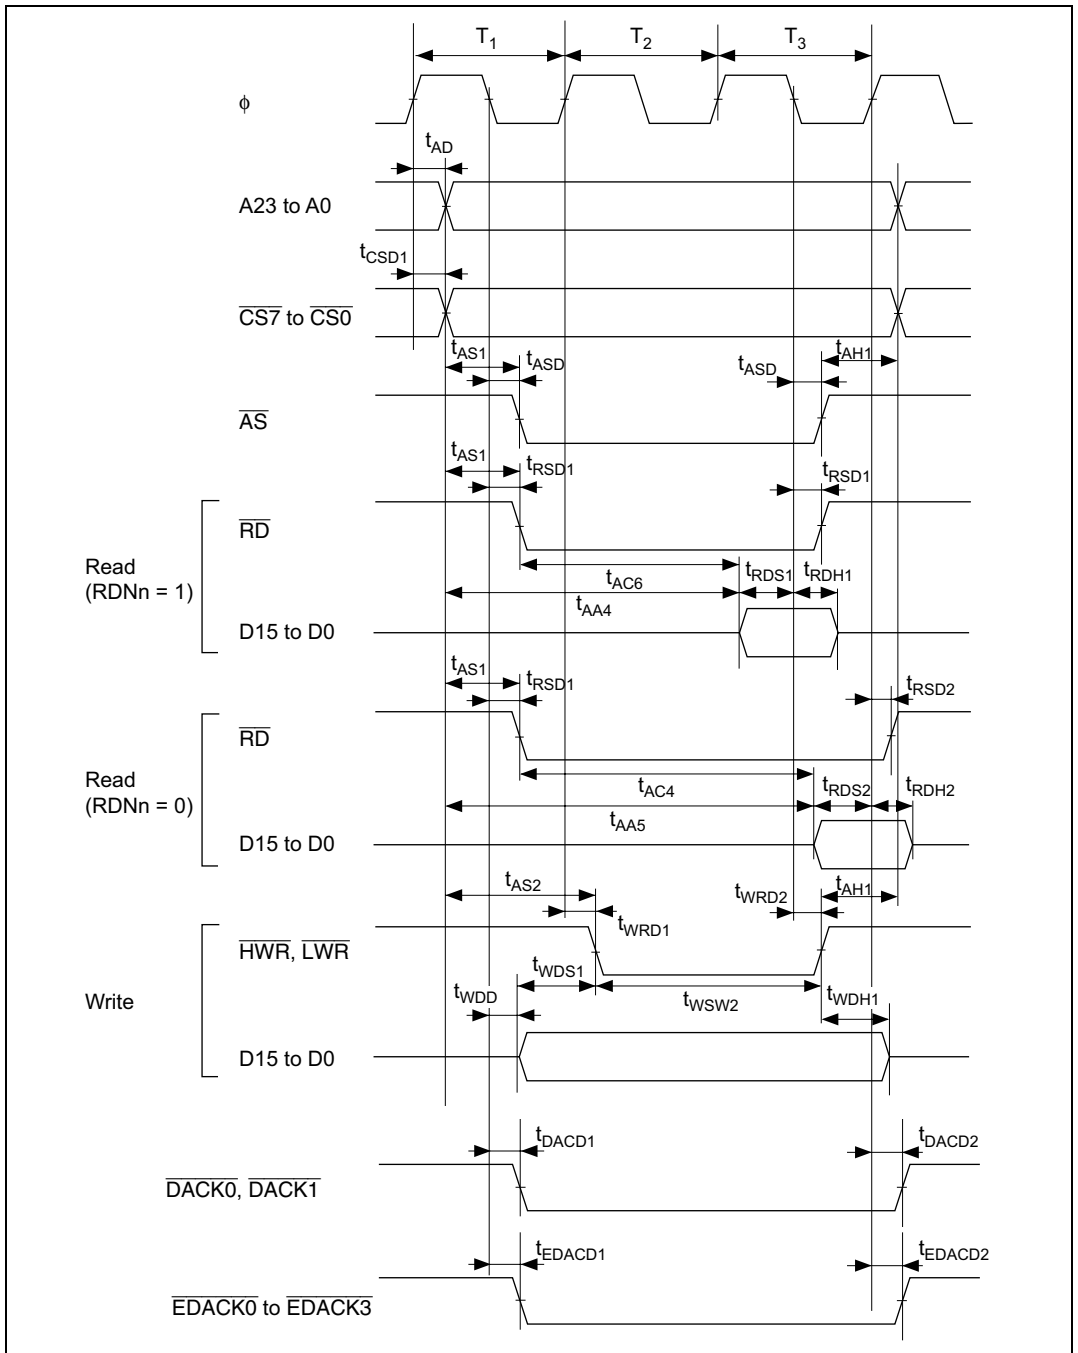 T1 T2 T3
φ
tAD
A23 to A0
tCSD1
CS7 to CS0
tAS1 tASD tASD tAH1
AS
tAS1 tRSD1 tRSD1
RD
Read
(RDNn = 1)
tAC6 tRDS1 tRDH1
tAA4
D15 to D0
tAS1 tRSD1 tRSD2
RD
Read
(RDNn = 0)
tAC4 tRDS2 tRDH2
tAA5
D15 to D0
tAS2 tWRD2 tAH1
tWRD1
HWR, LWR
Write
tWDD tWDS1 tWSW2 tWDH1
D15 to D0
tDACD1 tDACD2
DACK0, DACK1
tEDACD1 tEDACD2
EDACK0 to EDACK3